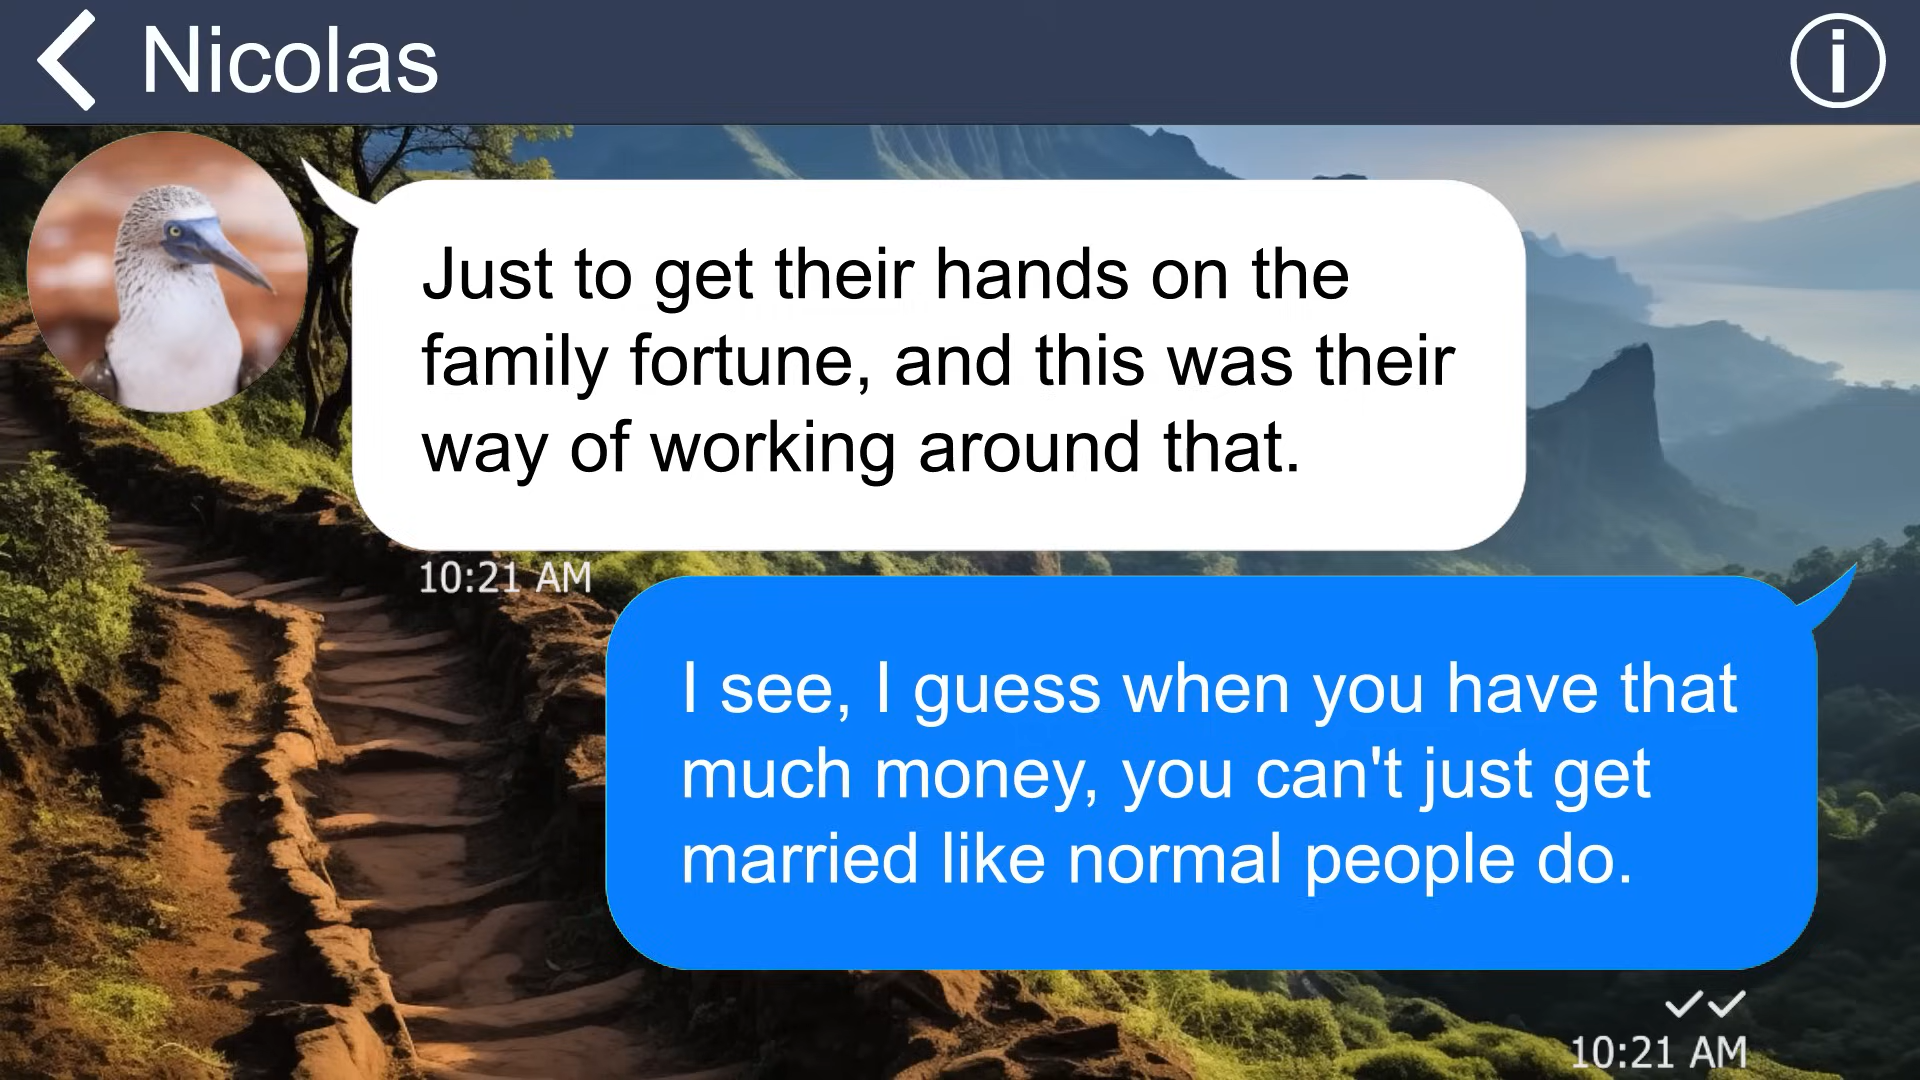 Nicolas
Just to get their hands on the
family fortune, and this was their
way of working around that.
10:21 AM
I see, I guess when you have that
much money, you can't just get
married like normal people do.
10:21 AM